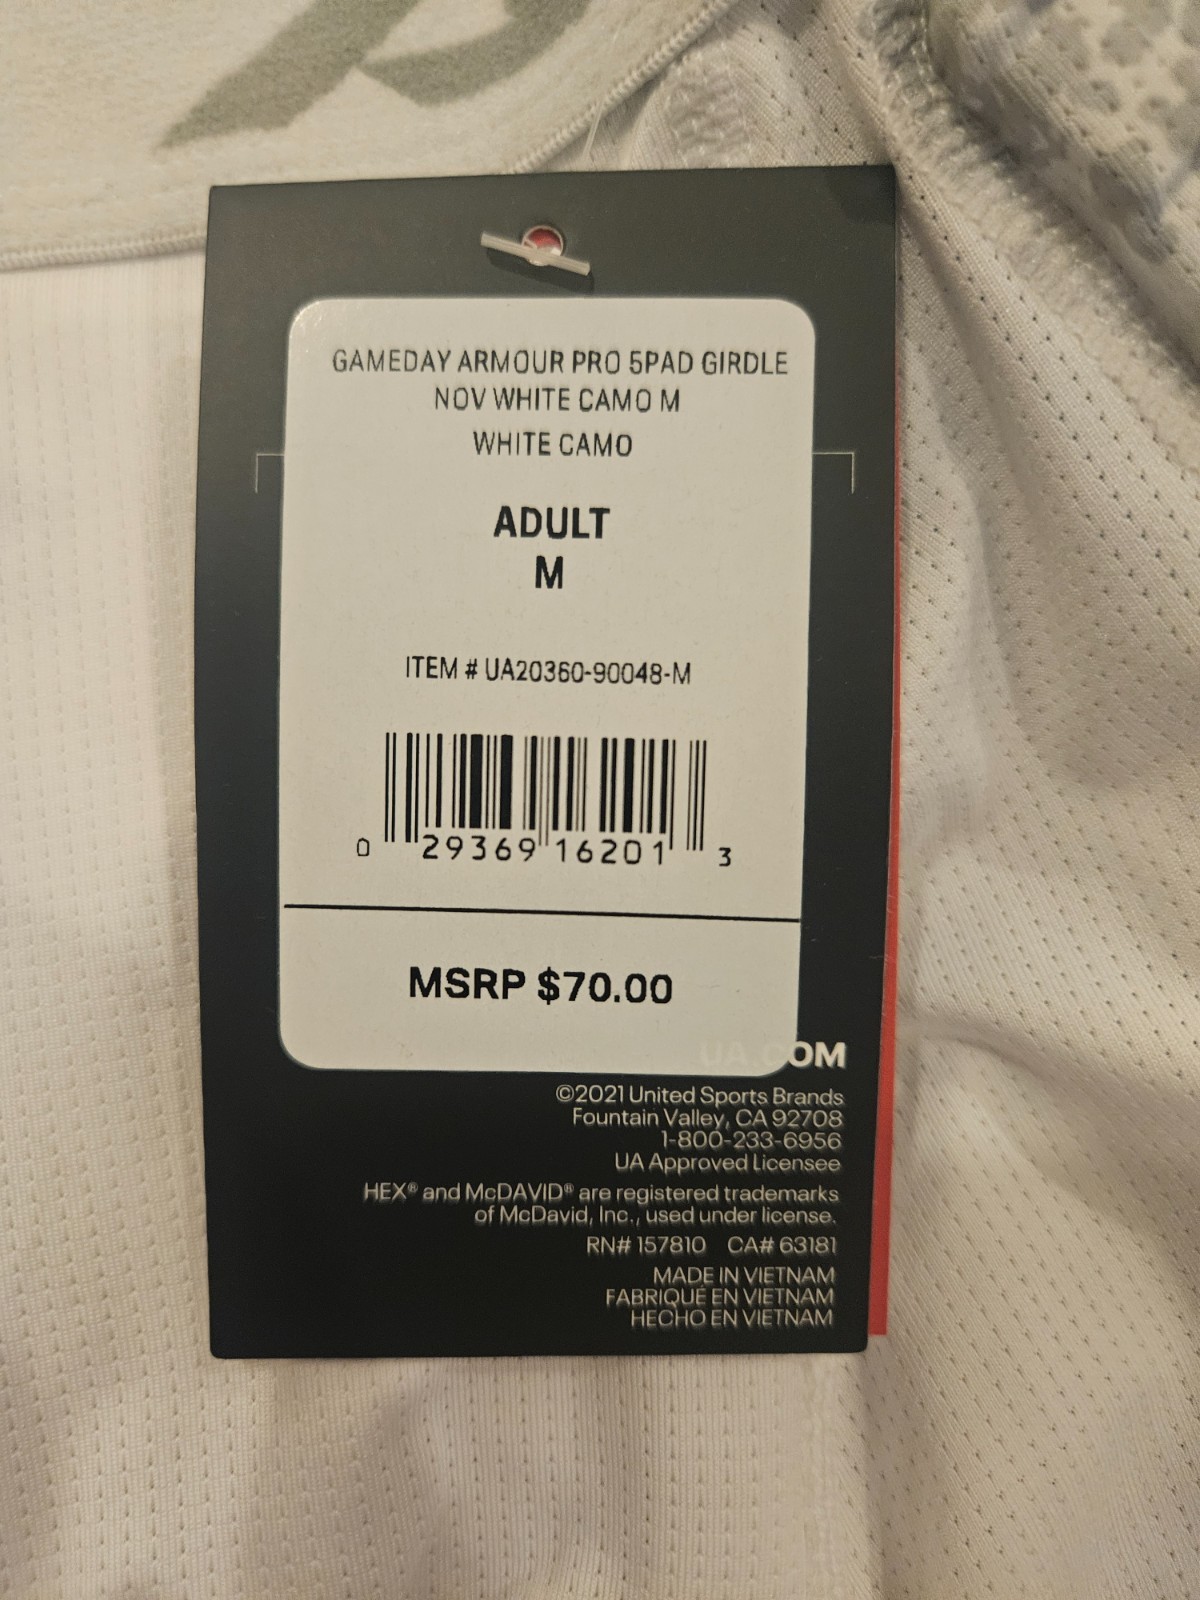 GAMEDAY ARMOUR PRO 5PAD GIRDLE
NOV WHITE CAMO M
WHITE CAMO
ADULT
M
ITEM # UA20360-90048-M
0 29369 16201 3
MSRP $70.00
UA.COM
©2021 United Sports Brands
Fountain Valley, CA 92708
1-800-233-6956
UA Approved Licensee
HEX® and McDAVID® are registered trademarks
of McDavid, Inc., used under license.
RN# 157810 CA# 63181
MADE IN VIETNAM
FABRIQUÉ EN VIETNAM
HECHO EN VIETNAM